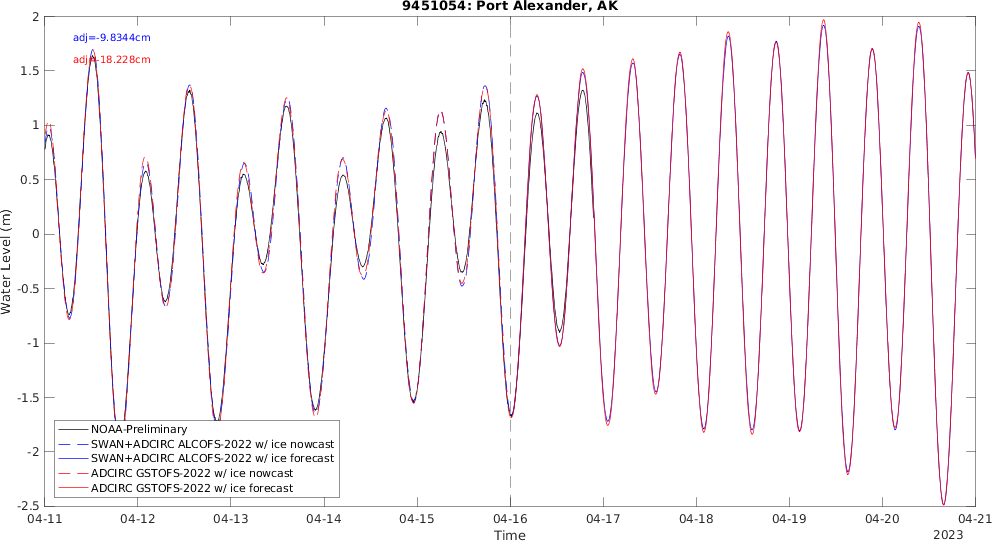 9451054: Port Alexander, AK
adj=-9.8344cm
adj=-18.228cm
Water Level (m)
2
1.5
1
0.5
0
-0.5
-1
-1.5
-2
-2.5
NOAA-Preliminary
SWAN+ADCIRC ALCOFS-2022 w/ ice nowcast
SWAN+ADCIRC ALCOFS-2022 w/ ice forecast
ADCIRC GSTOFS-2022 w/ ice nowcast
ADCIRC GSTOFS-2022 w/ ice forecast
04-11 04-12 04-13 04-14 04-15 04-16 04-17 04-18 04-19 04-20 04-21
Time
2023